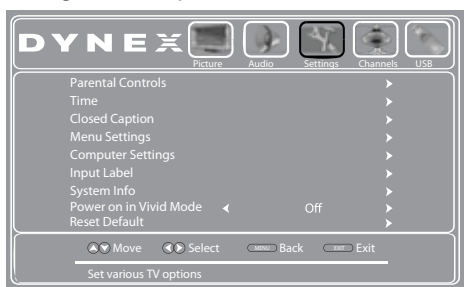 DYNEX
Picture Audio Settings Channels USB
Parental Controls
Time
Closed Caption
Menu Settings
Computer Settings
Input Label
System Info
Power on in Vivid Mode Off
Reset Default
Move Select MENU Back EXIT Exit
Set various TV options